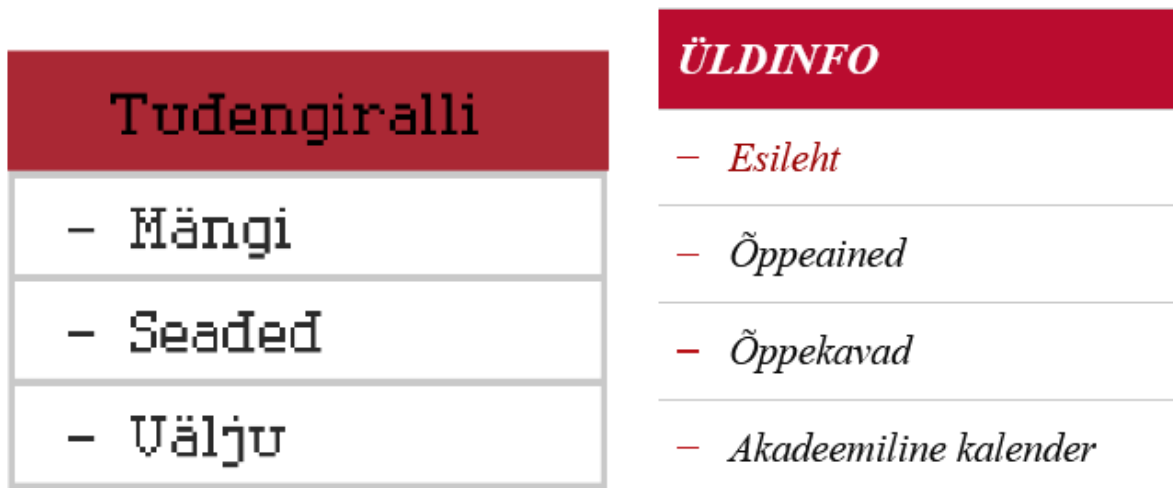 Tudengiralli
– Mängi
– Seaded
– Välju
ÜLDINFO
– Esileht
– Õppeained
– Õppekavad
– Akadeemiline kalender